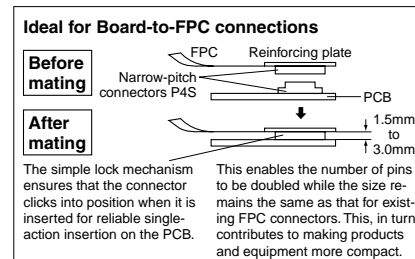 Ideal for Board-to-FPC connections
Before
mating
FPC
Reinforcing plate
Narrow-pitch
connectors P4S
PCB
After
mating
1.5mm
to
3.0mm
The simple lock mechanism
ensures that the connector
clicks into position when it is
inserted for reliable single-
action insertion on the PCB.
This enables the number of pins
to be doubled while the size re-
mains the same as that for exist-
ing FPC connectors. This, in turn
contributes to making products
and equipment more compact.